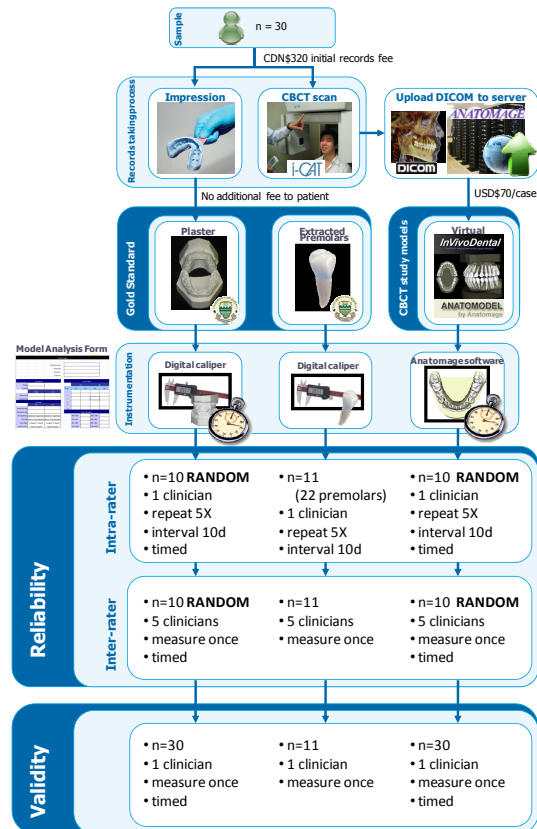 Sample
n = 30
CDN$320 initial records fee
Records taking process
Impression
CBCT scan
i-CAT
Upload DICOM to server
DICOM
ANATOMAGE
No additional fee to patient
USD$70/case
Gold Standard
Plaster
Extracted
Premolars
CBCT study models
Virtual
InVivoDental
ANATOMODEL
by Anatomage
Model Analysis Form
Instrumentation
Digital caliper
Digital caliper
Anatomage software
Reliability
Intra-rater
• n=10 RANDOM
• 1 clinician
• repeat 5X
• interval 10d
• timed
• n=11
(22 premolars)
• 1 clinician
• repeat 5X
• interval 10d
• n=10 RANDOM
• 1 clinician
• repeat 5X
• interval 10d
• timed
Inter-rater
• n=10 RANDOM
• 5 clinicians
• measure once
• timed
• n=11
• 5 clinicians
• measure once
• n=10 RANDOM
• 5 clinicians
• measure once
• timed
Validity
• n=30
• 1 clinician
• measure once
• timed
• n=11
• 1 clinician
• measure once
• n=30
• 1 clinician
• measure once
• timed